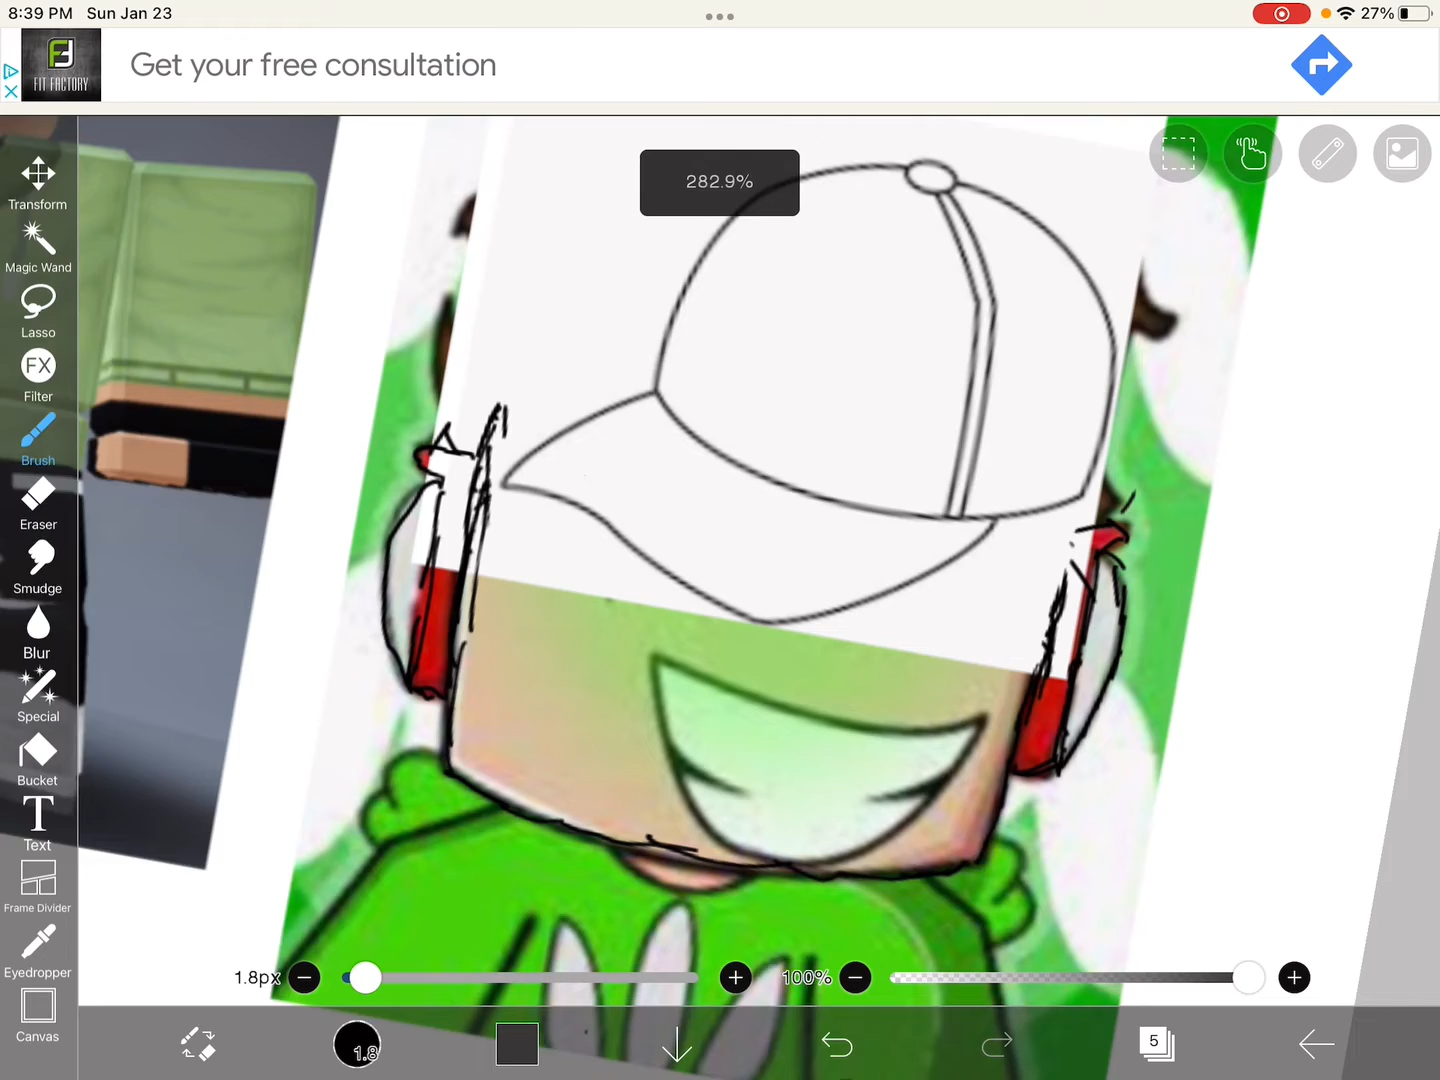 8:39 PM Sun Jan 23
27%
FIT FACTORY
Get your free consultation
282.9%
Transform
Magic Wand
Lasso
FX
Filter
Brush
Eraser
Smudge
Blur
Special
Bucket
T
Text
Frame Divider
Eyedropper
Canvas
1.8px
100%
1.8
5